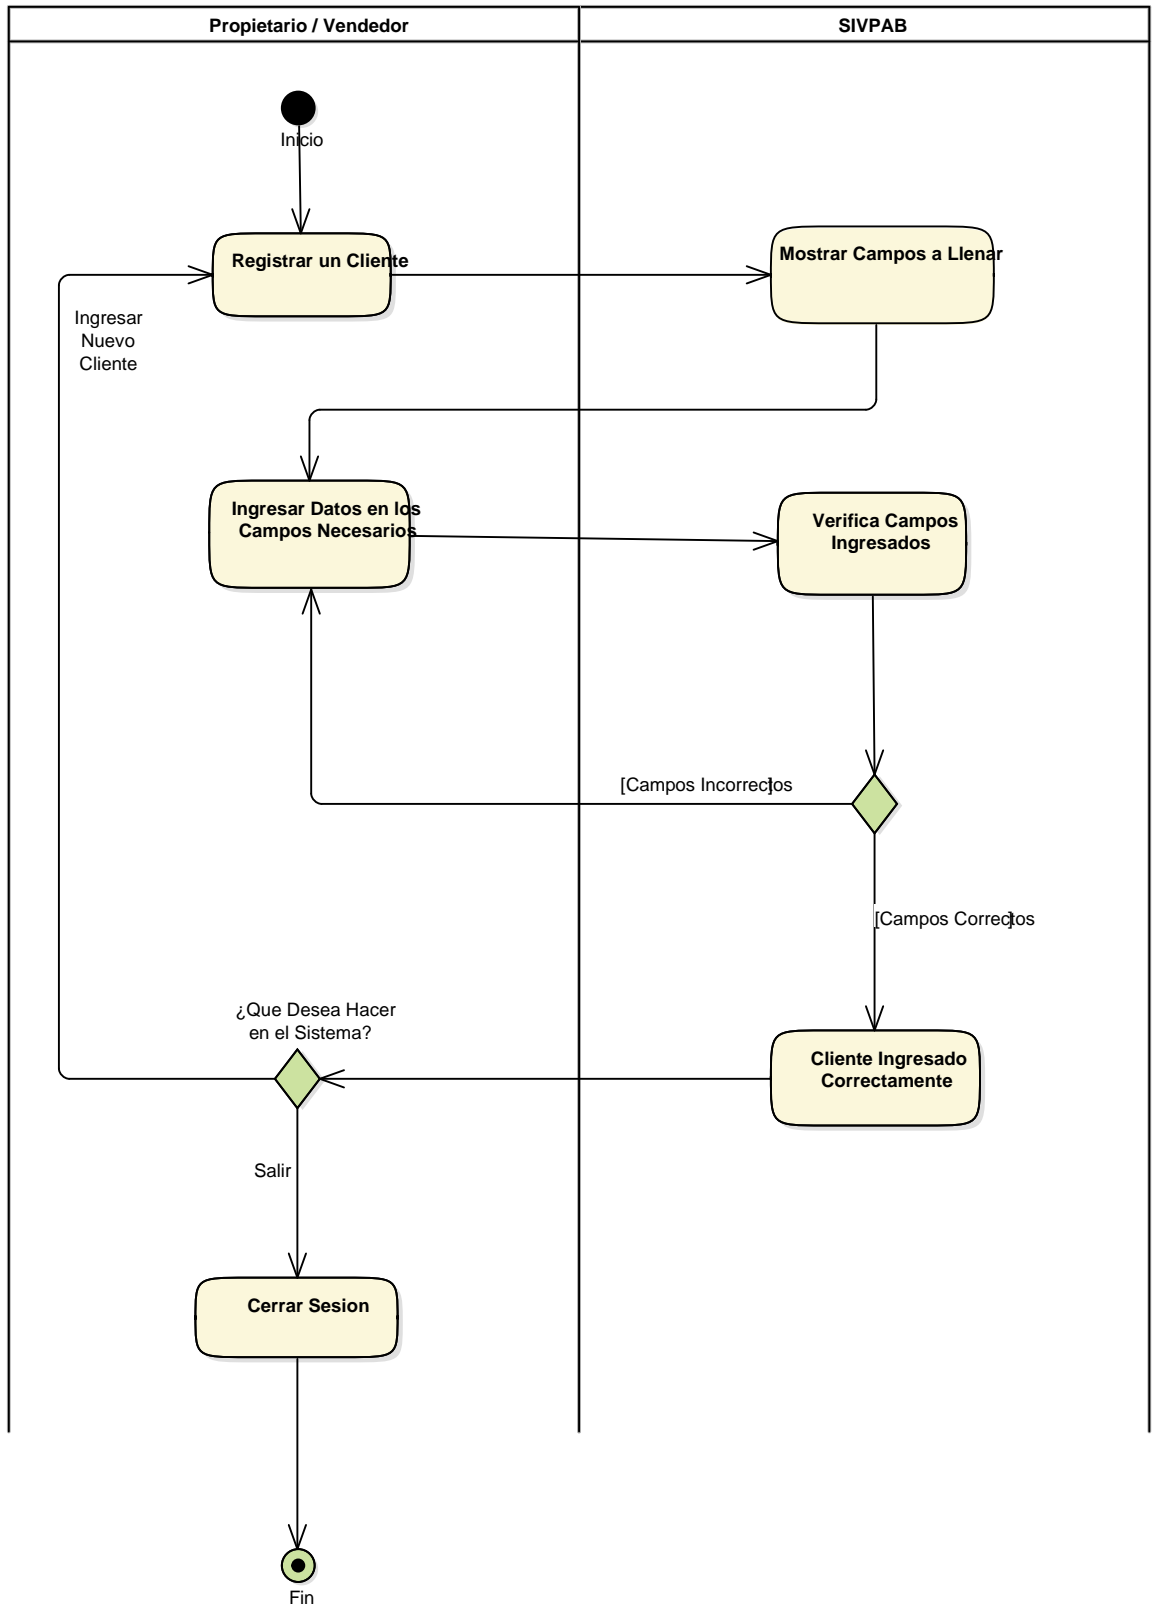 Propietario / Vendedor
SIVPAB
Inicio
Registrar un Cliente
Mostrar Campos a Llenar
Ingresar
Nuevo
Cliente
Ingresar Datos en los
Campos Necesarios
Verifica Campos
Ingresados
[Campos Incorrectos]
[Campos Correctos]
¿Que Desea Hacer
en el Sistema?
Cliente Ingresado
Correctamente
Salir
Cerrar Sesion
Fin